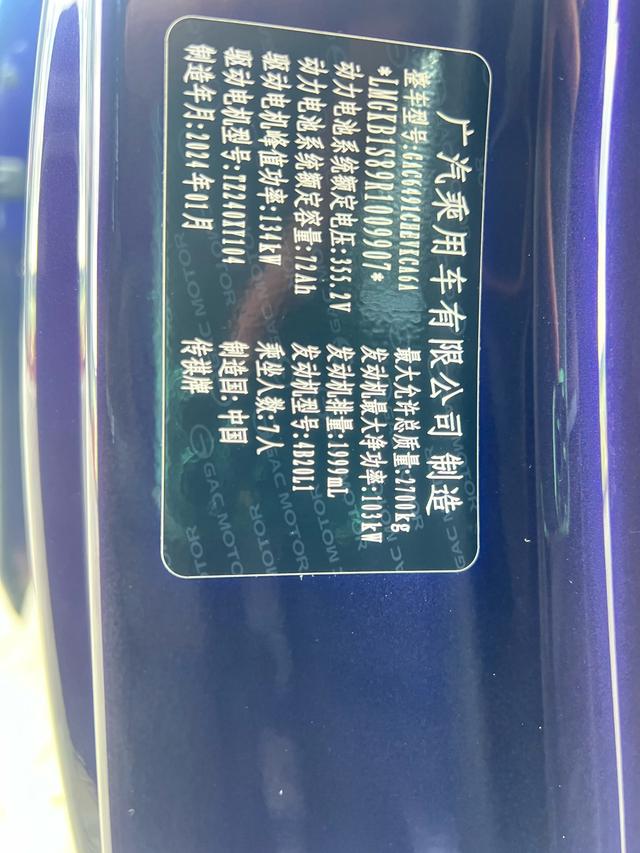 广汽乘用车有限公司 制造
整车型号:GAC6491CHEVKCA6A
*LMGKB1S89R1009907*
动力电池系统额定电压:355.2V
动力电池系统额定容量:72Ah
驱动电机峰值功率:134kW
驱动电机型号:TZ240XY104
制造年月:2024年01月
最大允许总质量:2700kg
发动机最大净功率:103kW
发动机排量:1999mL
发动机型号:4B20L1
乘坐人数:7人
制造国:中国
传祺牌
GAC MOTOR